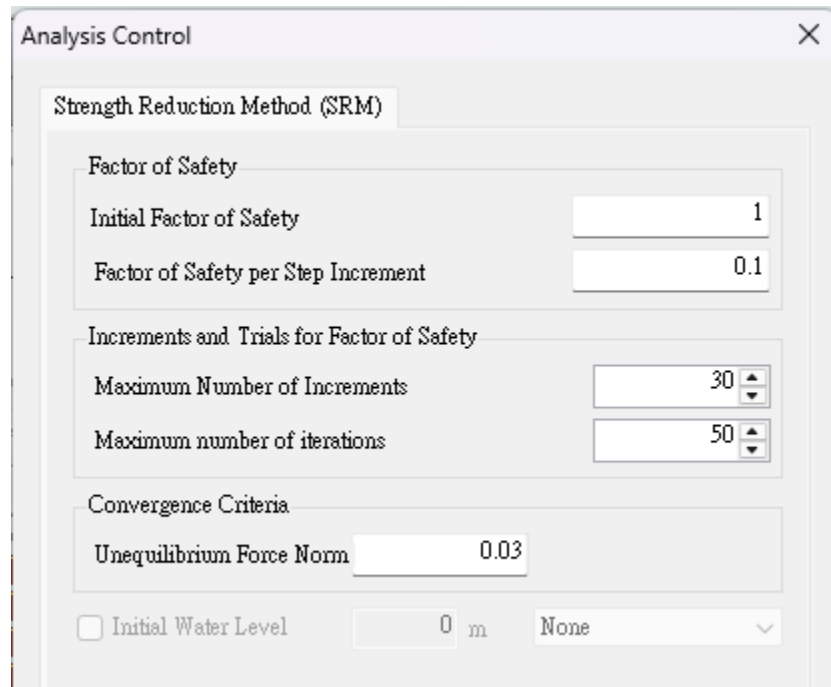 Analysis Control
Strength Reduction Method (SRM)
Factor of Safety
Initial Factor of Safety 1
Factor of Safety per Step Increment 0.1
Increments and Trials for Factor of Safety
Maximum Number of Increments 30
Maximum number of iterations 50
Convergence Criteria
Unequilibrium Force Norm 0.03
Initial Water Level 0 m None